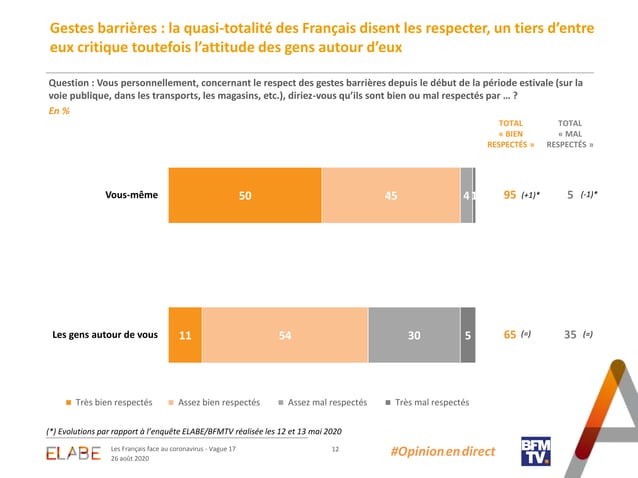 Gestes barrières : la quasi-totalité des Français disent les respecter, un tiers d’entre
eux critique toutefois l’attitude des gens autour d’eux
Question : Vous personnellement, concernant le respect des gestes barrières depuis le début de la période estivale (sur la
voie publique, dans les transports, les magasins, etc.), diriez-vous qu’ils sont bien ou mal respectés par … ?
En %
TOTAL
« BIEN
RESPECTÉS »
TOTAL
« MAL
RESPECTÉS »
Vous-même 50 45 4 1 95 (+1)* 5 (-1)*
Les gens autour de vous 11 54 30 5 65 (=) 35 (=)
Très bien respectés Assez bien respectés Assez mal respectés Très mal respectés
(*) Evolutions par rapport à l’enquête ELABE/BFMTV réalisée les 12 et 13 mai 2020
ELABE
Les Français face au coronavirus - Vague 17
26 août 2020
12
#Opinionendirect
BFM
TV.